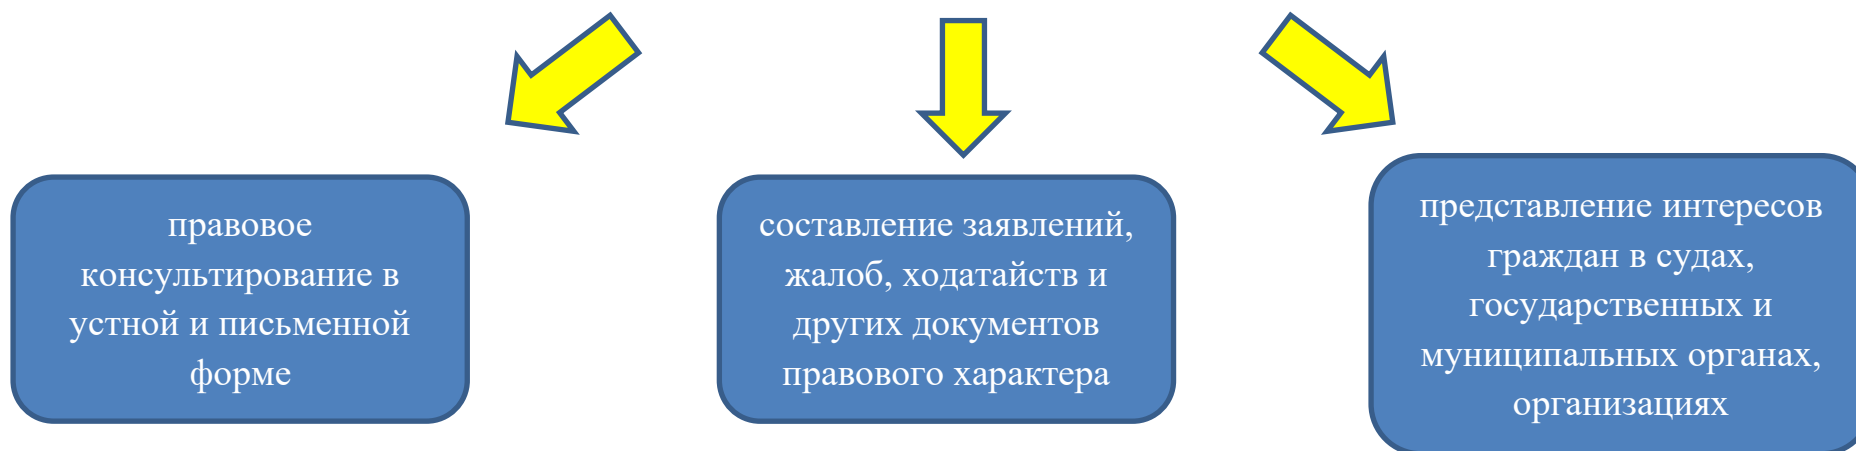 правовое
консультирование в
устной и письменной
форме
составление заявлений,
жалоб, ходатайств и
других документов
правового характера
представление интересов
граждан в судах,
государственных и
муниципальных органах,
организациях